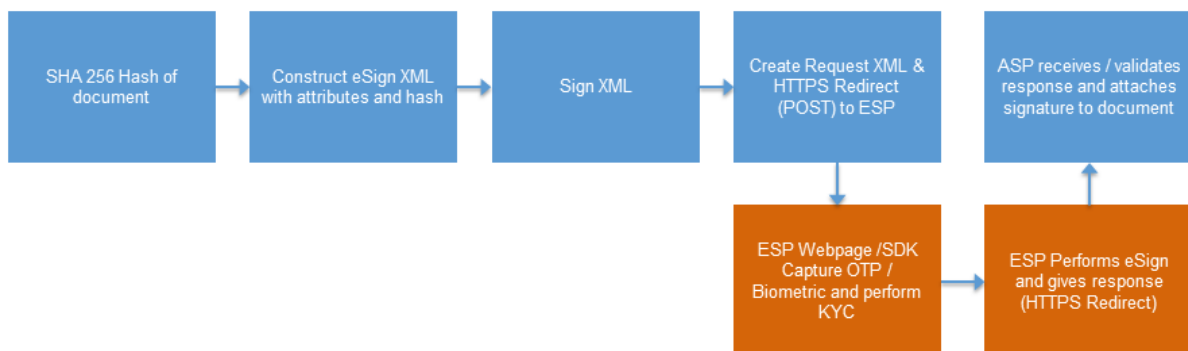 SHA 256 Hash of
document
Construct eSign XML
with attributes and hash
Sign XML
Create Request XML &
HTTPS Redirect
(POST) to ESP
ASP receives / validates
response and attaches
signature to document
ESP Webpage /SDK
Capture OTP /
Biometric and perform
KYC
ESP Performs eSign
and gives response
(HTTPS Redirect)